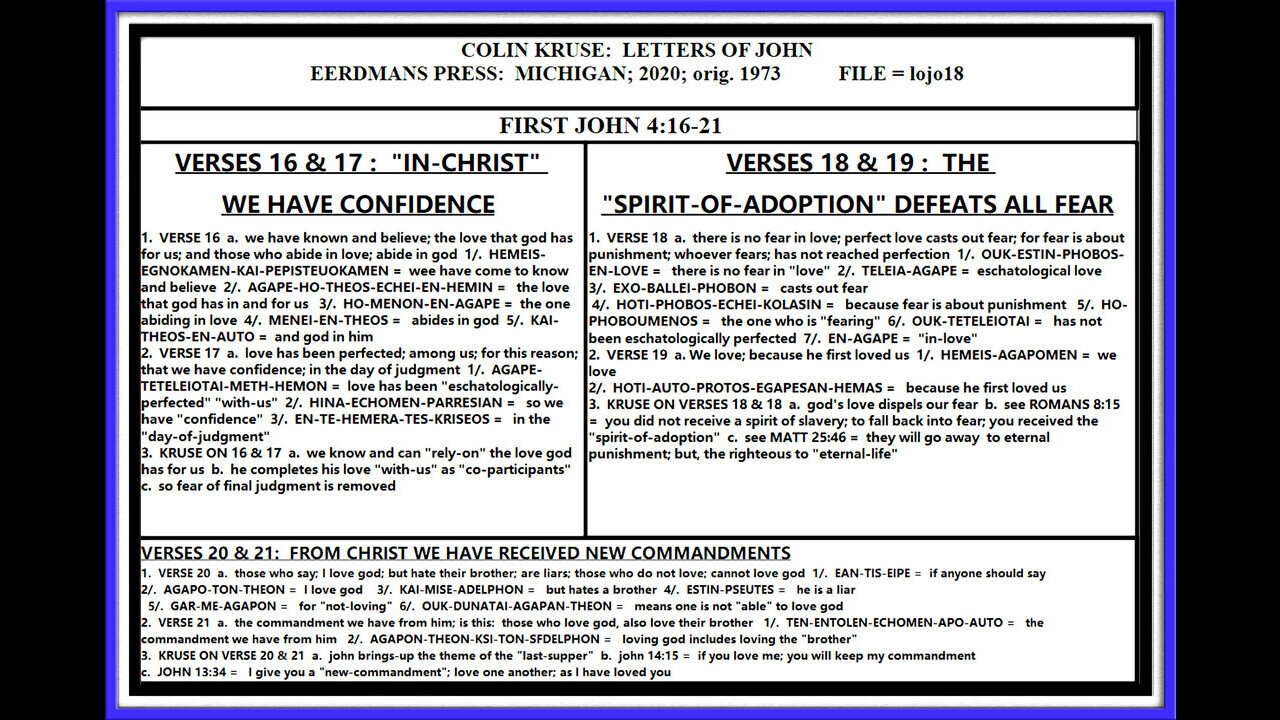 COLIN KRUSE: LETTERS OF JOHN
EERDMANS PRESS: MICHIGAN; 2020; orig. 1973 FILE = lojo18
FIRST JOHN 4:16-21
VERSES 16 & 17 : "IN-CHRIST"
WE HAVE CONFIDENCE
1. VERSE 16 a. we have known and believe; the love that god has
for us; and those who abide in love; abide in god 1/. HEMEIS-
EGNOKAMEN-KAI-PEPISTEUOKAMEN = wee have come to know
and believe 2/. AGAPE-HO-THEOS-ECHEI-EN-HEMIN = the love
that god has in and for us 3/. HO-MENON-EN-AGAPE = the one
abiding in love 4/. MENEI-EN-THEOS = abides in god 5/. KAI-
THEOS-EN-AUTO = and god in him
2. VERSE 17 a. love has been perfected; among us; for this reason;
that we have confidence; in the day of judgment 1/. AGAPE-
TETELEIOTAI-METH-HEMON = love has been "eschatologically-
perfected" "with-us" 2/. HINA-ECHOMEN-PARRESIAN = so we
have "confidence" 3/. EN-TE-HEMERA-TES-KRISEOS = in the
"day-of-judgment"
3. KRUSE ON 16 & 17 a. we know and can "rely-on" the love god
has for us b. he completes his love "with-us" as "co-participants"
c. so fear of final judgment is removed
VERSES 18 & 19 : THE
"SPIRIT-OF-ADOPTION" DEFEATS ALL FEAR
1. VERSE 18 a. there is no fear in love; perfect love casts out fear; for fear is about
punishment; whoever fears; has not reached perfection 1/. OUK-ESTIN-PHOBOS-
EN-LOVE = there is no fear in "love" 2/. TELEIA-AGAPE = eschatological love
3/. EXO-BALLEI-PHOBON = casts out fear
4/. HOTI-PHOBOS-ECHEI-KOLASIN = because fear is about punishment 5/. HO-
PHOBOUMENOS = the one who is "fearing" 6/. OUK-TETELEIOTAI = has not
been eschatologically perfected 7/. EN-AGAPE = "in-love"
2. VERSE 19 a. We love; because he first loved us 1/. HEMEIS-AGAPOMEN = we
love
2/. HOTI-AUTO-PROTOS-EGAPESAN-HEMAS = because he first loved us
3. KRUSE ON VERSES 18 & 18 a. god's love dispels our fear b. see ROMANS 8:15
= you did not receive a spirit of slavery; to fall back into fear; you received the
"spirit-of-adoption" c. see MATT 25:46 = they will go away to eternal
punishment; but, the righteous to "eternal-life"
VERSES 20 & 21: FROM CHRIST WE HAVE RECEIVED NEW COMMANDMENTS
1. VERSE 20 a. those who say; I love god; but hate their brother; are liars; those who do not love; cannot love god 1/. EAN-TIS-EIPE = if anyone should say
2/. AGAPO-TON-THEON = I love god 3/. KAI-MISE-ADELPHON = but hates a brother 4/. ESTIN-PSEUTES = he is a liar
5/. GAR-ME-AGAPON = for "not-loving" 6/. OUK-DUNATAI-AGAPAN-THEON = means one is not "able" to love god
2. VERSE 21 a. the commandment we have from him; is this: those who love god, also love their brother 1/. TEN-ENTOLEN-ECHOMEN-APO-AUTO = the
commandment we have from him 2/. AGAPON-THEON-KSI-TON-SFDELPHON = loving god includes loving the "brother"
3. KRUSE ON VERSE 20 & 21 a. john brings-up the theme of the "last-supper" b. john 14:15 = if you love me; you will keep my commandment
c. JOHN 13:34 = I give you a "new-commandment"; love one another; as I have loved you